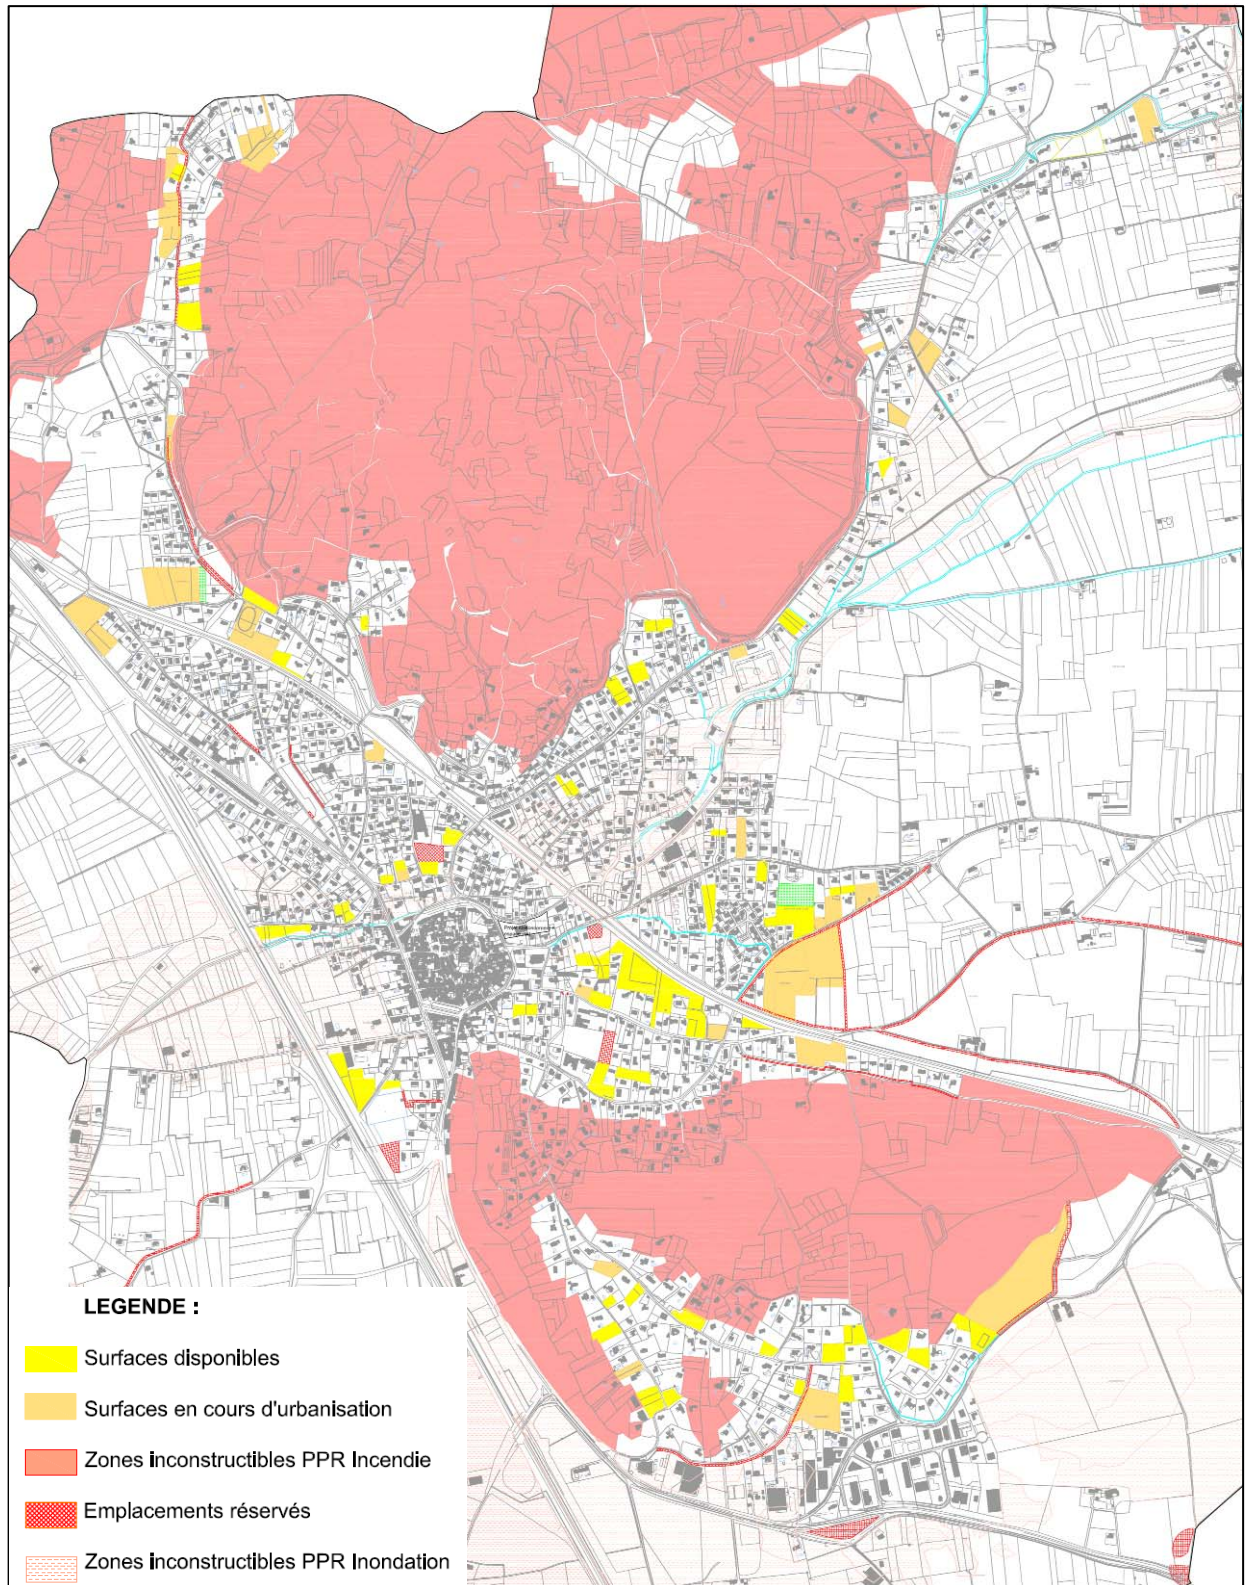 LEGENDE :
Surfaces disponibles
Surfaces en cours d'urbanisation
Zones inconstructibles PPR Incendie
Emplacements réservés
Zones inconstructibles PPR Inondation